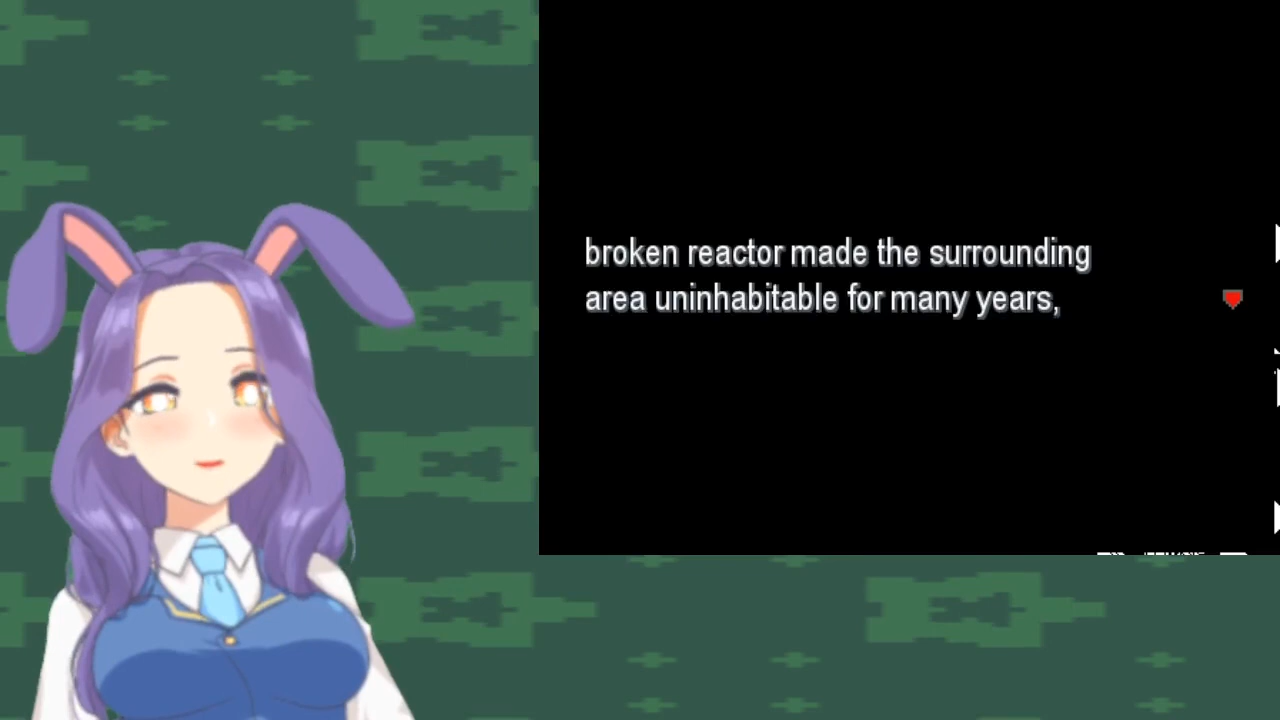 broken reactor made the surrounding
area uninhabitable for many years,